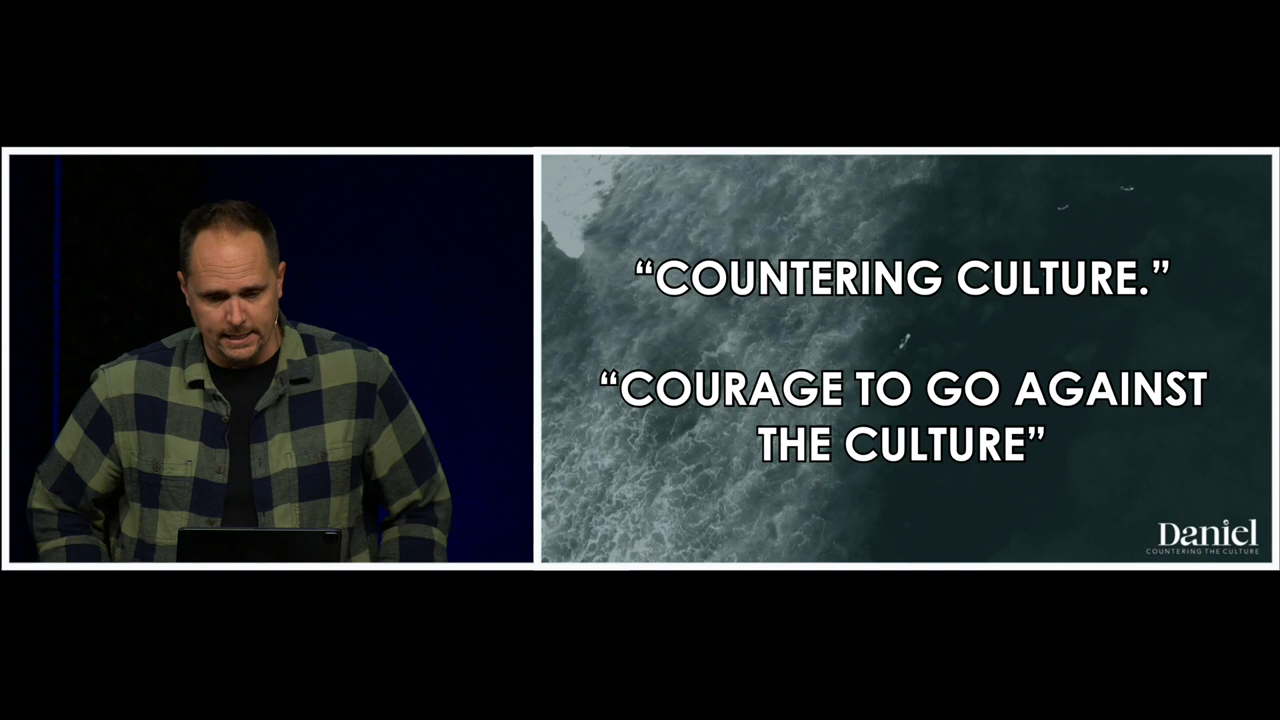 “COUNTERING CULTURE.”
“COURAGE TO GO AGAINST
THE CULTURE”
Daniel
COUNTERING THE CULTURE